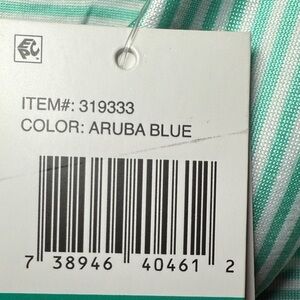 ITEM#: 319333
COLOR: ARUBA BLUE
7 38946 40461 2